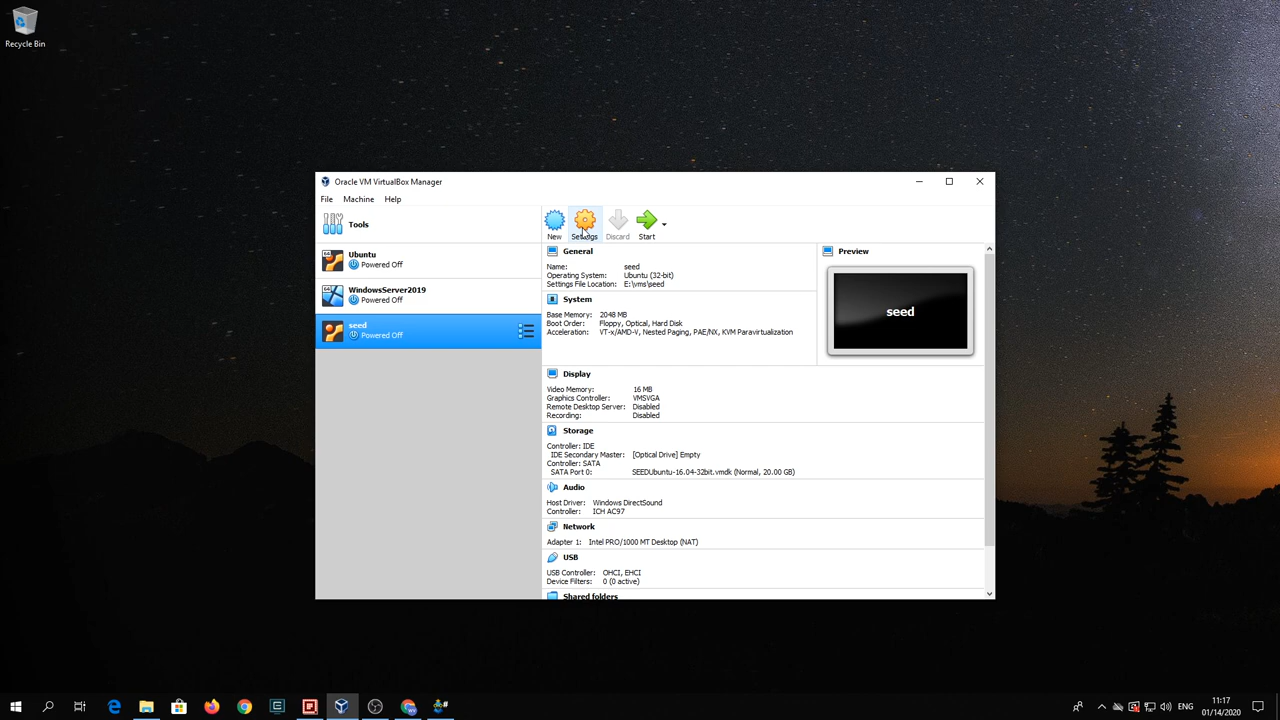 Recycle Bin
Oracle VM VirtualBox Manager
File Machine Help
Tools
New Settings Discard Start
64 Ubuntu
Powered Off
64 WindowsServer2019
Powered Off
seed
Powered Off
General
Name: seed
Operating System: Ubuntu (32-bit)
Settings File Location: E:\vms\seed
System
Base Memory: 2048 MB
Boot Order: Floppy, Optical, Hard Disk
Acceleration: VT-x/AMD-V, Nested Paging, PAE/NX, KVM Paravirtualization
Preview
seed
Display
Video Memory: 16 MB
Graphics Controller: VMSVGA
Remote Desktop Server: Disabled
Recording: Disabled
Storage
Controller: IDE
IDE Secondary Master: [Optical Drive] Empty
Controller: SATA
SATA Port 0: SEEDUbuntu-16.04-32bit.vmdk (Normal, 20.00 GB)
Audio
Host Driver: Windows DirectSound
Controller: ICH AC97
Network
Adapter 1: Intel PRO/1000 MT Desktop (NAT)
USB
USB Controller: OHCI, EHCI
Device Filters: 0 (0 active)
Shared folders
ENG
11:17
01/14/2020